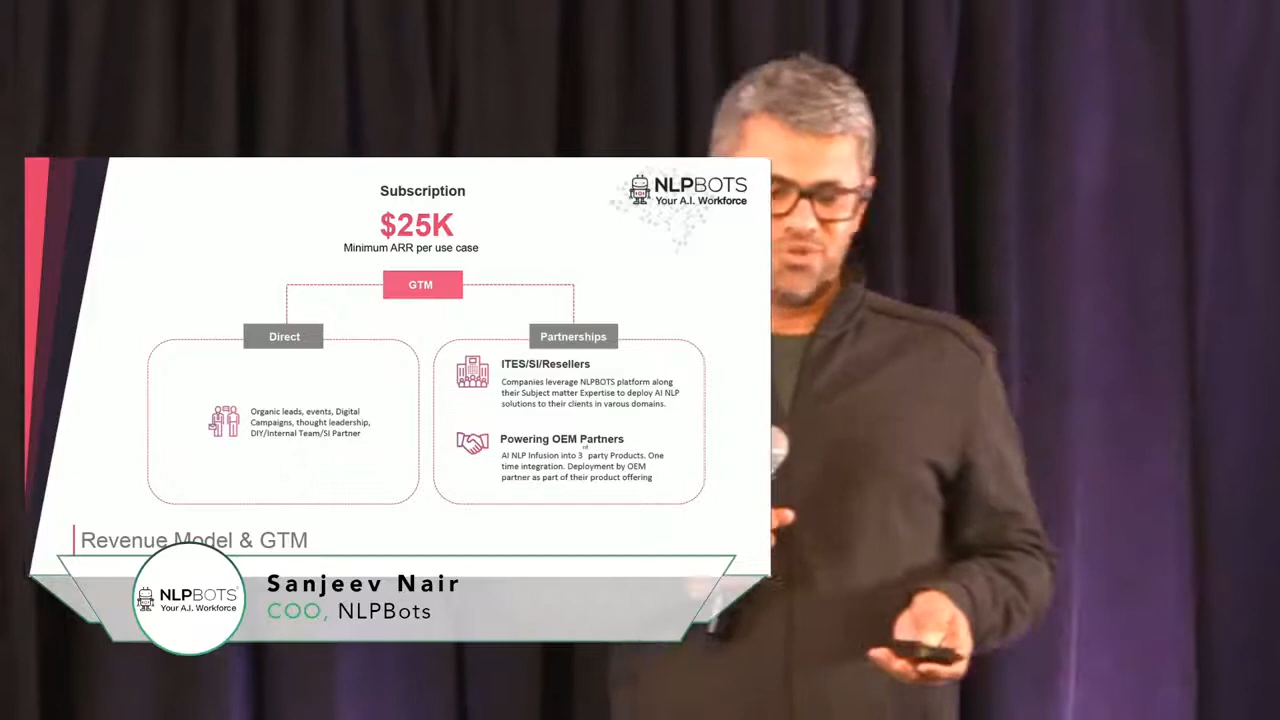 Subscription
$25K
Minimum ARR per use case
NLPBOTS
Your A.I. Workforce
GTM
Direct
Organic leads, events, Digital
Campaigns, thought leadership,
DIY/Internal Team/SI Partner
Partnerships
ITES/SI/Resellers
Companies leverage NLPBOTS platform along
their Subject matter Expertise to deploy AI NLP
solutions to their clients in varous domains.
Powering OEM Partners
AI NLP Infusion into 3rd party Products. One
time integration. Deployment by OEM
partner as part of their product offering
Revenue Model & GTM
NLPBOTS
Your A.I. Workforce
Sanjeev Nair
COO, NLPBots